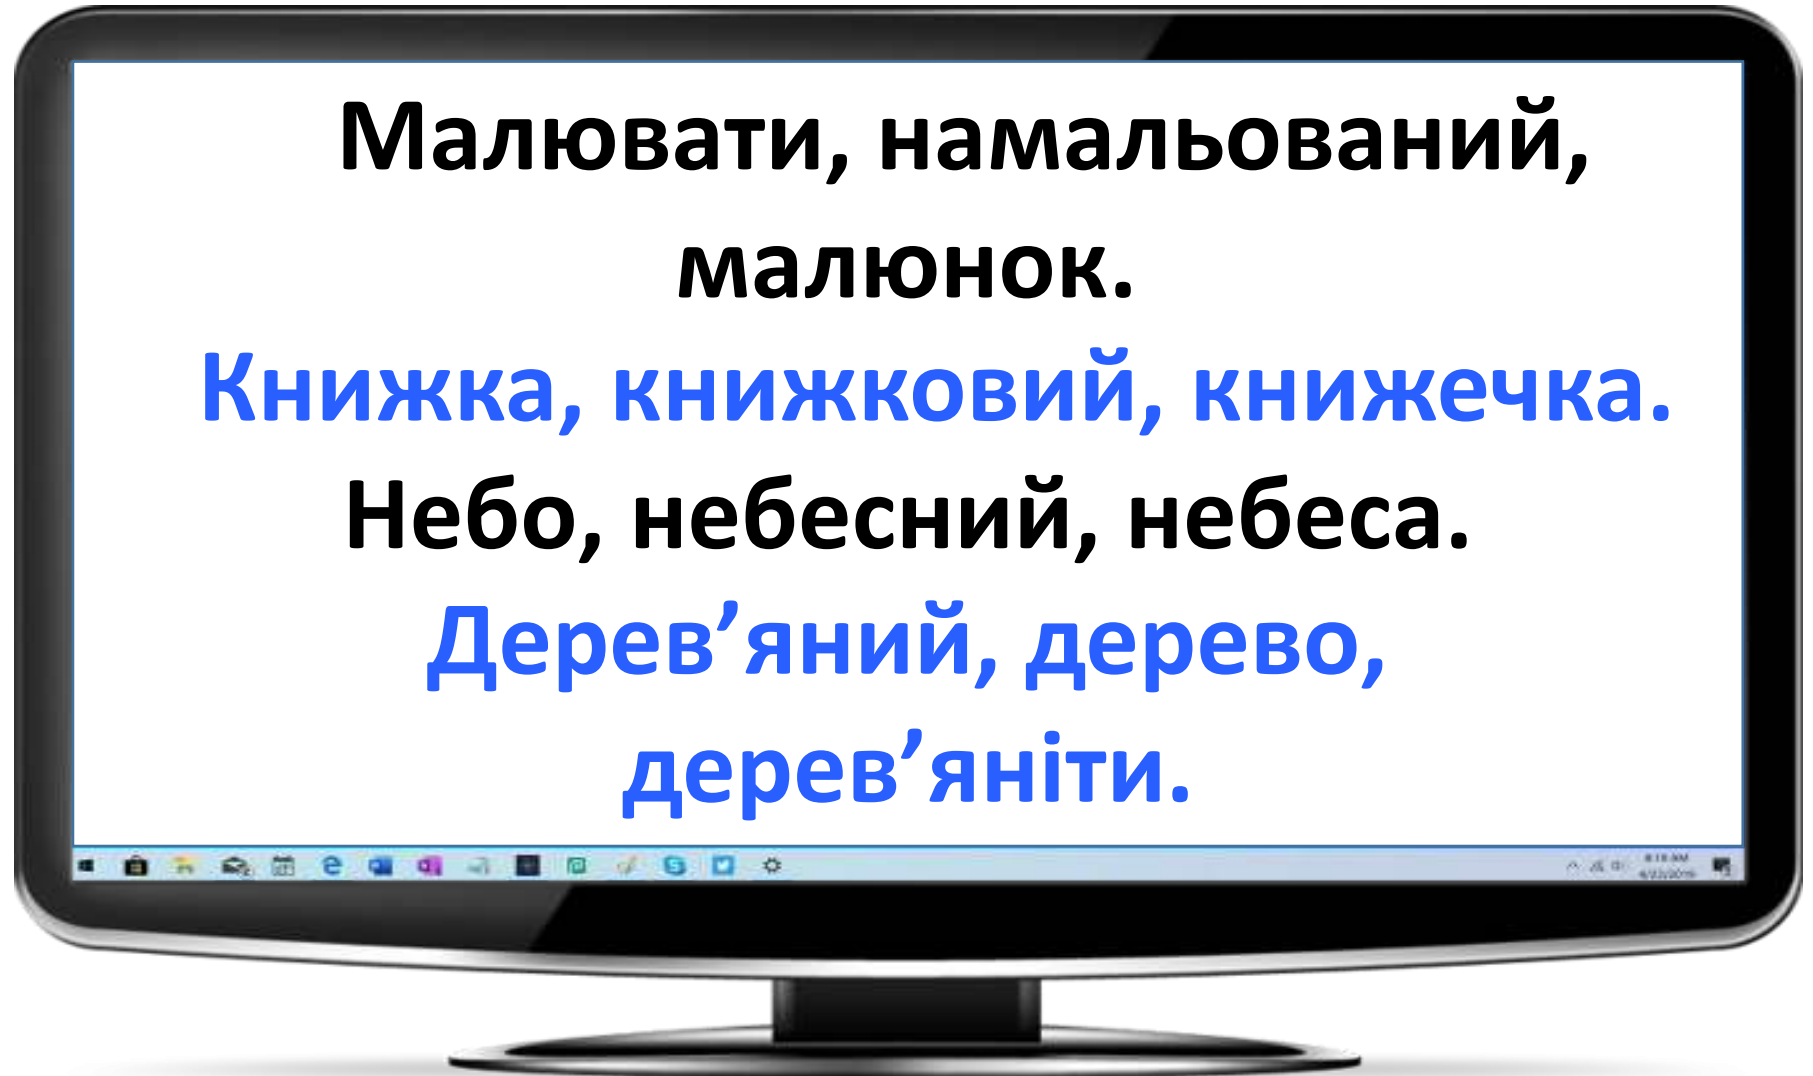 Малювати, намальований,
малюнок.
Книжка, книжковий, книжечка.
Небо, небесний, небеса.
Дерев’яний, дерево,
дерев’яніти.